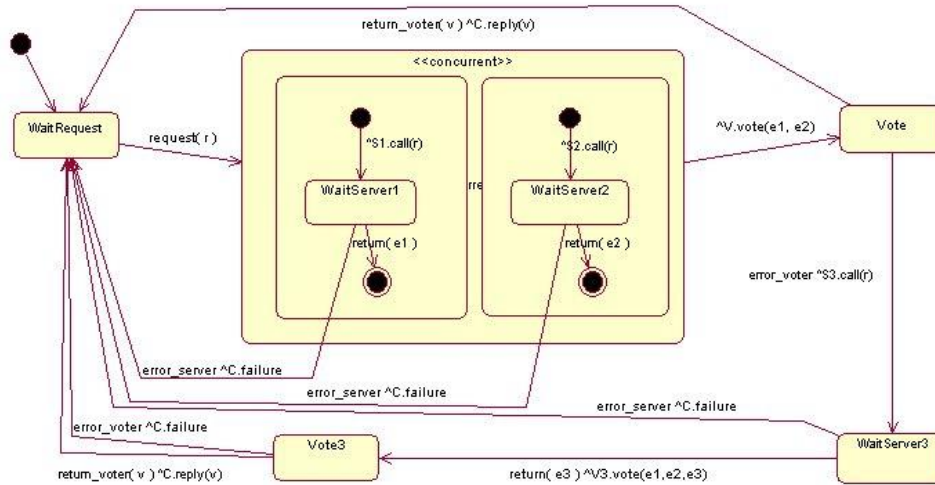 return_voter( v ) ^C.reply(v)
<<concurrent>>
WaitRequest
request( r )
^S1.call(r)
^S2.call(r)
^V.vote(e1, e2)
Vote
WaitServer1
WaitServer2
return( e1 )
return( e2 )
error_voter ^S3.call(r)
error_server ^C.failure
error_server ^C.failure
error_server ^C.failure
error_voter ^C.failure
Vote3
WaitServer3
return_voter( v ) ^C.reply(v)
return( e3 ) ^V3.vote(e1,e2,e3)